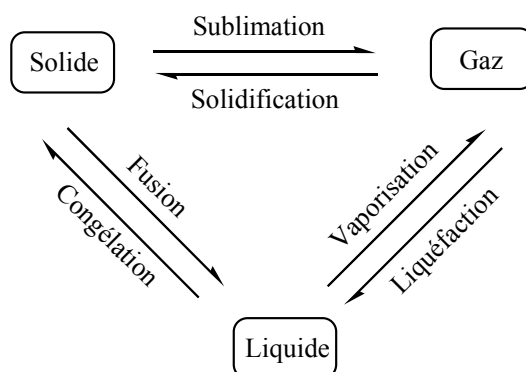 Sublimation
Solide
Gaz
Solidification
Fusion
Congélation
Vaporisation
Liquéfaction
Liquide